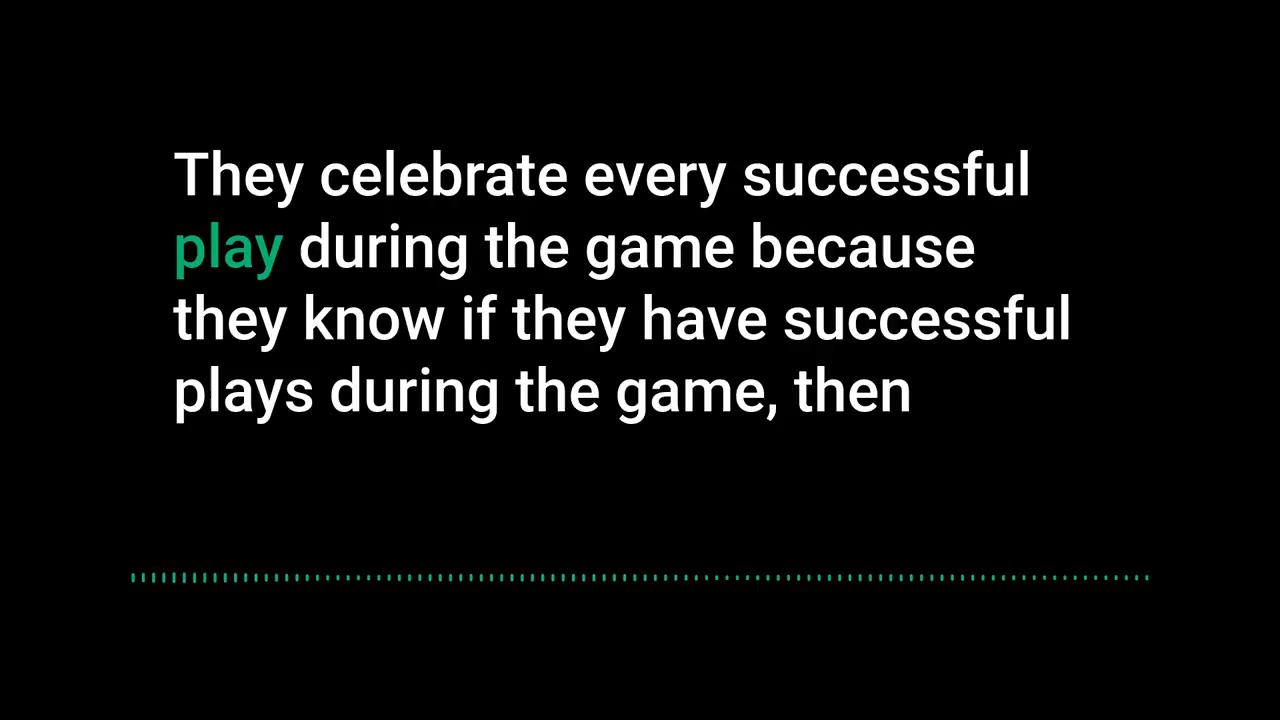 They celebrate every successful
play during the game because
they know if they have successful
plays during the game, then